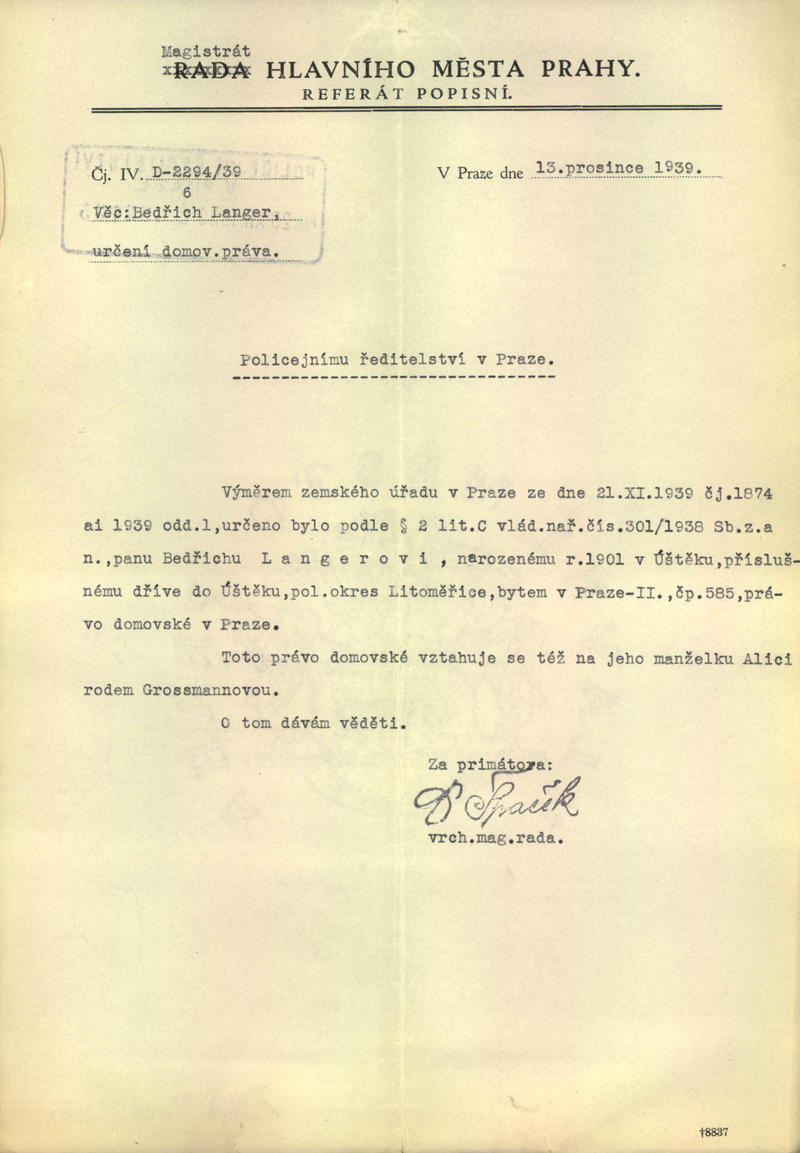 Magistrát
RADA HLAVNÍHO MĚSTA PRAHY.
REFERÁT POPISNÍ.
Čj. IV. D-2294/39
6
V Praze dne 13.prosince 1939.
Věc:Bedřich Langer,
určení domov.práva.
Policejnímu ředitelství v Praze.
Výměrem zemského úřadu v Praze ze dne 21.XI.1939 čj.1874
ai 1939 odd.1,určeno bylo podle § 2 lit.C vlád.nař.čís.301/1938 Sb.z.a
n.,panu Bedřichu L a n g e r o v i , narozenému r.1901 v Úštěku,přísluš-
nému dříve do Úštěku,pol.okres Litoměřice,bytem v Praze-II.,čp.585,prá-
vo domovské v Praze.
Toto právo domovské vztahuje se též na jeho manželku Alici
rodem Grossmannovou.
O tom dávám věděti.
Za primátora:
vrch.mag.rada.
†8837